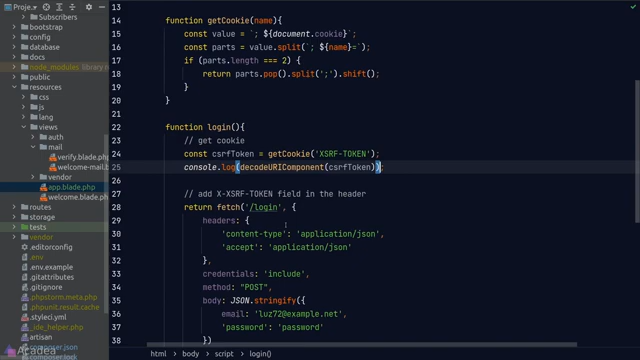 Subscribers
bootstrap
config
database
docs
node_modules library r
public
resources
css
js
lang
views
auth
mail
verify.blade.php
welcome-mail.b
vendor
app.blade.php
welcome.blade.php
routes
storage
tests
vendor
.editorconfig
.env
.env.example
.gitattributes
.gitignore
.phpstorm.meta.php
.phpunit.result.cache
.styleci.yml
_ide_helper.php
artisan
composer.json
Acadea
13
14 function getCookie(name){
15 const value = `; ${document.cookie}`;
16 const parts = value.split(`; ${name}=`);
17 if (parts.length === 2) {
18 return parts.pop().split(';').shift();
19 }
20 }
21
22 function login(){
23 // get cookie
24 const csrfToken = getCookie('XSRF-TOKEN');
25 console.log(decodeURIComponent(csrfToken));
26
27 // add X-XSRF-TOKEN field in the header
28 return fetch('/login', {
29 headers: {
30 'content-type': 'application/json',
31 'accept': 'application/json'
32 },
33 credentials: 'include',
34 method: "POST",
35 body: JSON.stringify({
36 email: 'luz72@example.net',
37 'password': 'password'
38 })
html body script login()